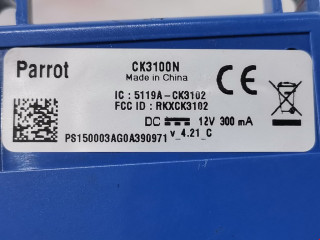 Parrot CK3100N
Made in China
IC : 5119A-CK3102
FCC ID : RKXCK3102
DC 12V 300 mA
PS150003AG0A390971 v_4.21_C
CE